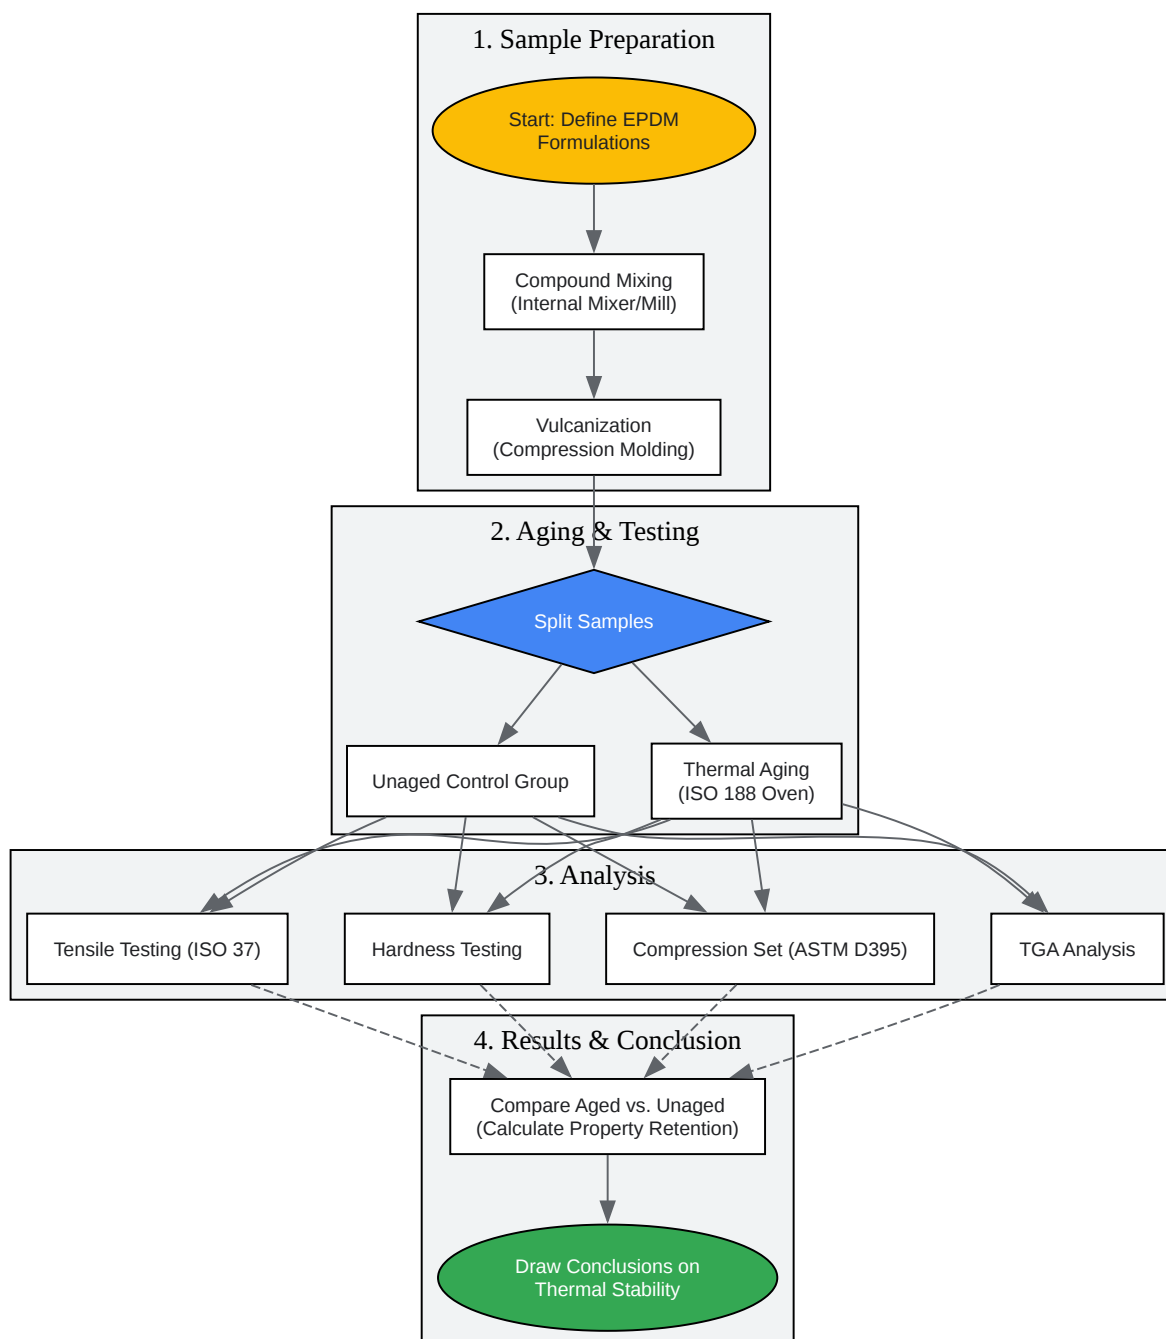 1. Sample Preparation
Start: Define EPDM
Formulations
Compound Mixing
(Internal Mixer/Mill)
Vulcanization
(Compression Molding)
2. Aging & Testing
Split Samples
Unaged Control Group
Thermal Aging
(ISO 188 Oven)
3. Analysis
Tensile Testing (ISO 37)
Hardness Testing
Compression Set (ASTM D395)
TGA Analysis
4. Results & Conclusion
Compare Aged vs. Unaged
(Calculate Property Retention)
Draw Conclusions on
Thermal Stability